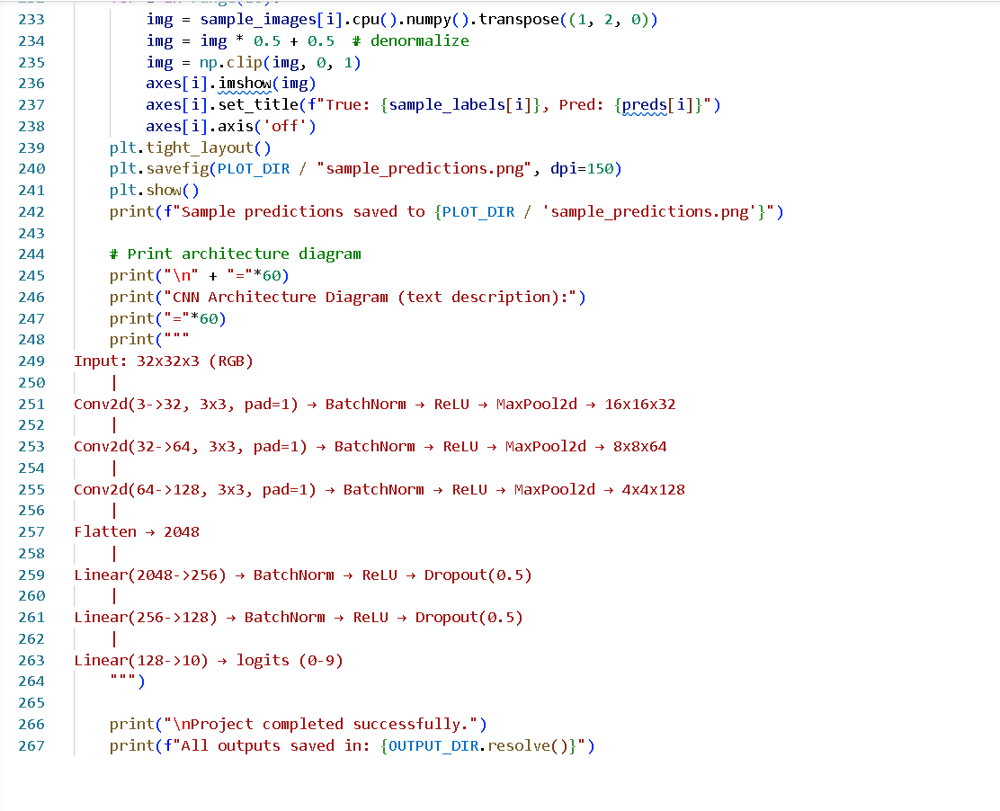 233 img = sample_images[i].cpu().numpy().transpose((1, 2, 0))
234 img = img * 0.5 + 0.5  # denormalize
235 img = np.clip(img, 0, 1)
236 axes[i].imshow(img)
237 axes[i].set_title(f"True: {sample_labels[i]}, Pred: {preds[i]}")
238 axes[i].axis('off')
239 plt.tight_layout()
240 plt.savefig(PLOT_DIR / "sample_predictions.png", dpi=150)
241 plt.show()
242 print(f"Sample predictions saved to {PLOT_DIR / 'sample_predictions.png'}")
243
244 # Print architecture diagram
245 print("\n" + "="*60)
246 print("CNN Architecture Diagram (text description):")
247 print("="*60)
248 print("""
249 Input: 32x32x3 (RGB)
250 |
251 Conv2d(3->32, 3x3, pad=1) → BatchNorm → ReLU → MaxPool2d → 16x16x32
252 |
253 Conv2d(32->64, 3x3, pad=1) → BatchNorm → ReLU → MaxPool2d → 8x8x64
254 |
255 Conv2d(64->128, 3x3, pad=1) → BatchNorm → ReLU → MaxPool2d → 4x4x128
256 |
257 Flatten → 2048
258 |
259 Linear(2048->256) → BatchNorm → ReLU → Dropout(0.5)
260 |
261 Linear(256->128) → BatchNorm → ReLU → Dropout(0.5)
262 |
263 Linear(128->10) → logits (0-9)
264 """)
265
266 print("\nProject completed successfully.")
267 print(f"All outputs saved in: {OUTPUT_DIR.resolve()}")